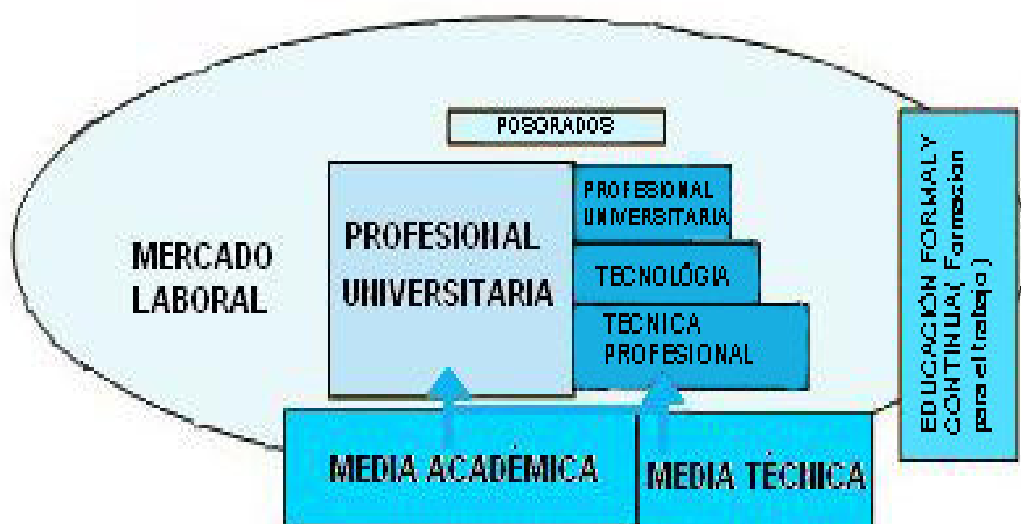 POSGRADOS
MERCADO
LABORAL
PROFESIONAL
UNIVERSITARIA
PROFESIONAL
UNIVERSITARIA
TECNOLÓGIA
TECNICA
PROFESIONAL
MEDIA ACADÉMICA
MEDIA TÉCNICA
EDUCACIÓN FORMAL Y
CONTINUA( Formacion
para el trabajo )